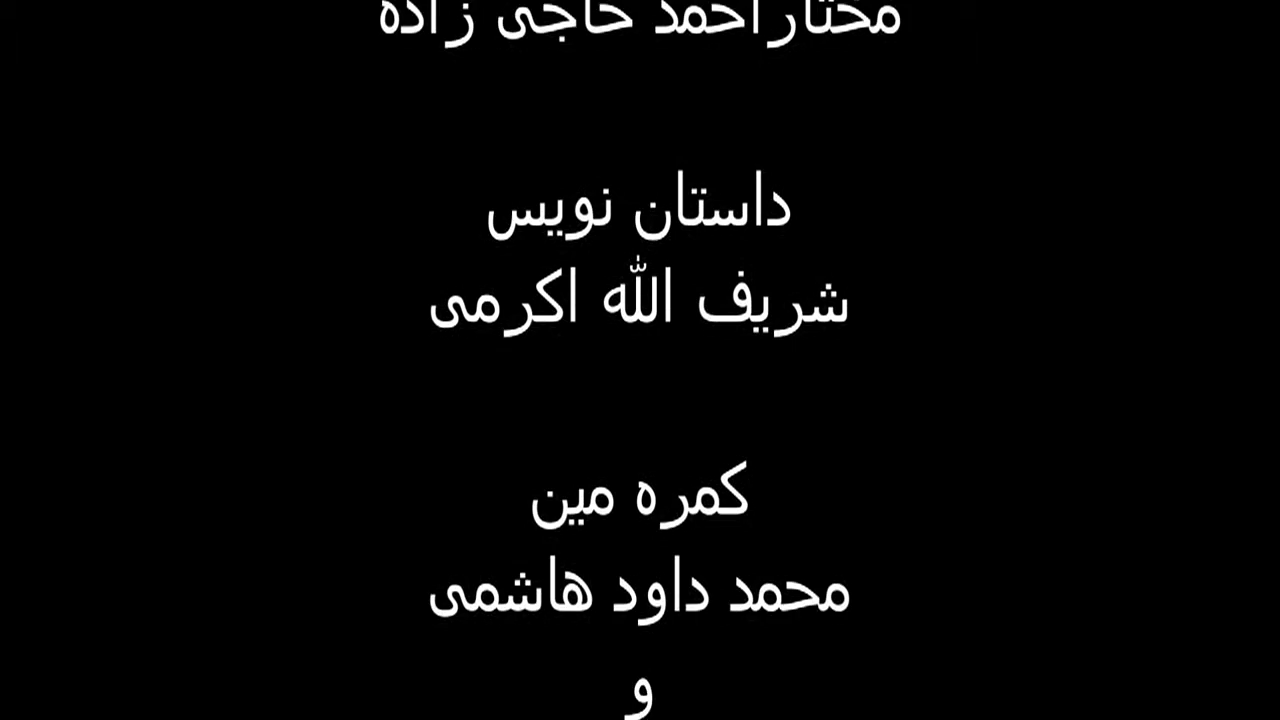 مختاراحمد حاجی زاده
داستان نویس
شریف الله اکرمی
کمره مین
محمد داود هاشمی
و